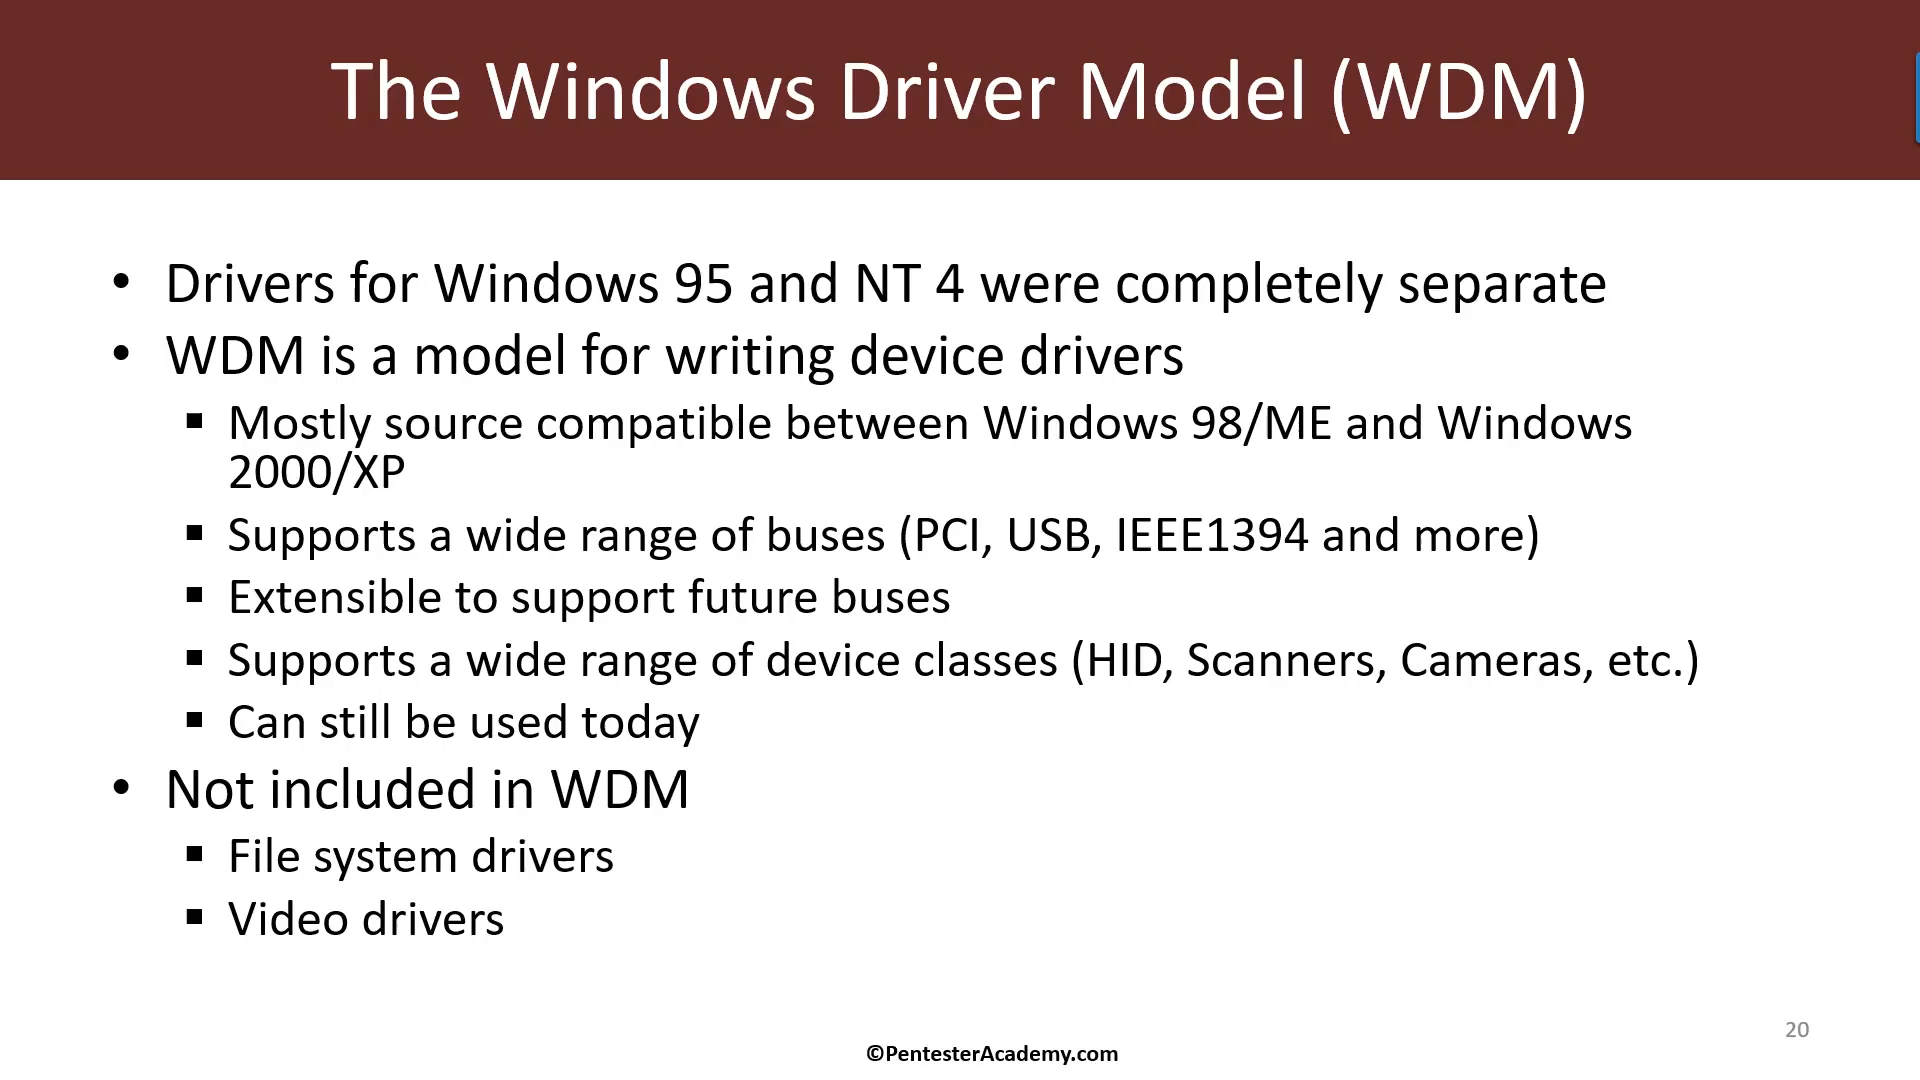 The Windows Driver Model (WDM)
• Drivers for Windows 95 and NT 4 were completely separate
• WDM is a model for writing device drivers
▪ Mostly source compatible between Windows 98/ME and Windows
2000/XP
▪ Supports a wide range of buses (PCI, USB, IEEE1394 and more)
▪ Extensible to support future buses
▪ Supports a wide range of device classes (HID, Scanners, Cameras, etc.)
▪ Can still be used today
• Not included in WDM
▪ File system drivers
▪ Video drivers
20
©PentesterAcademy.com